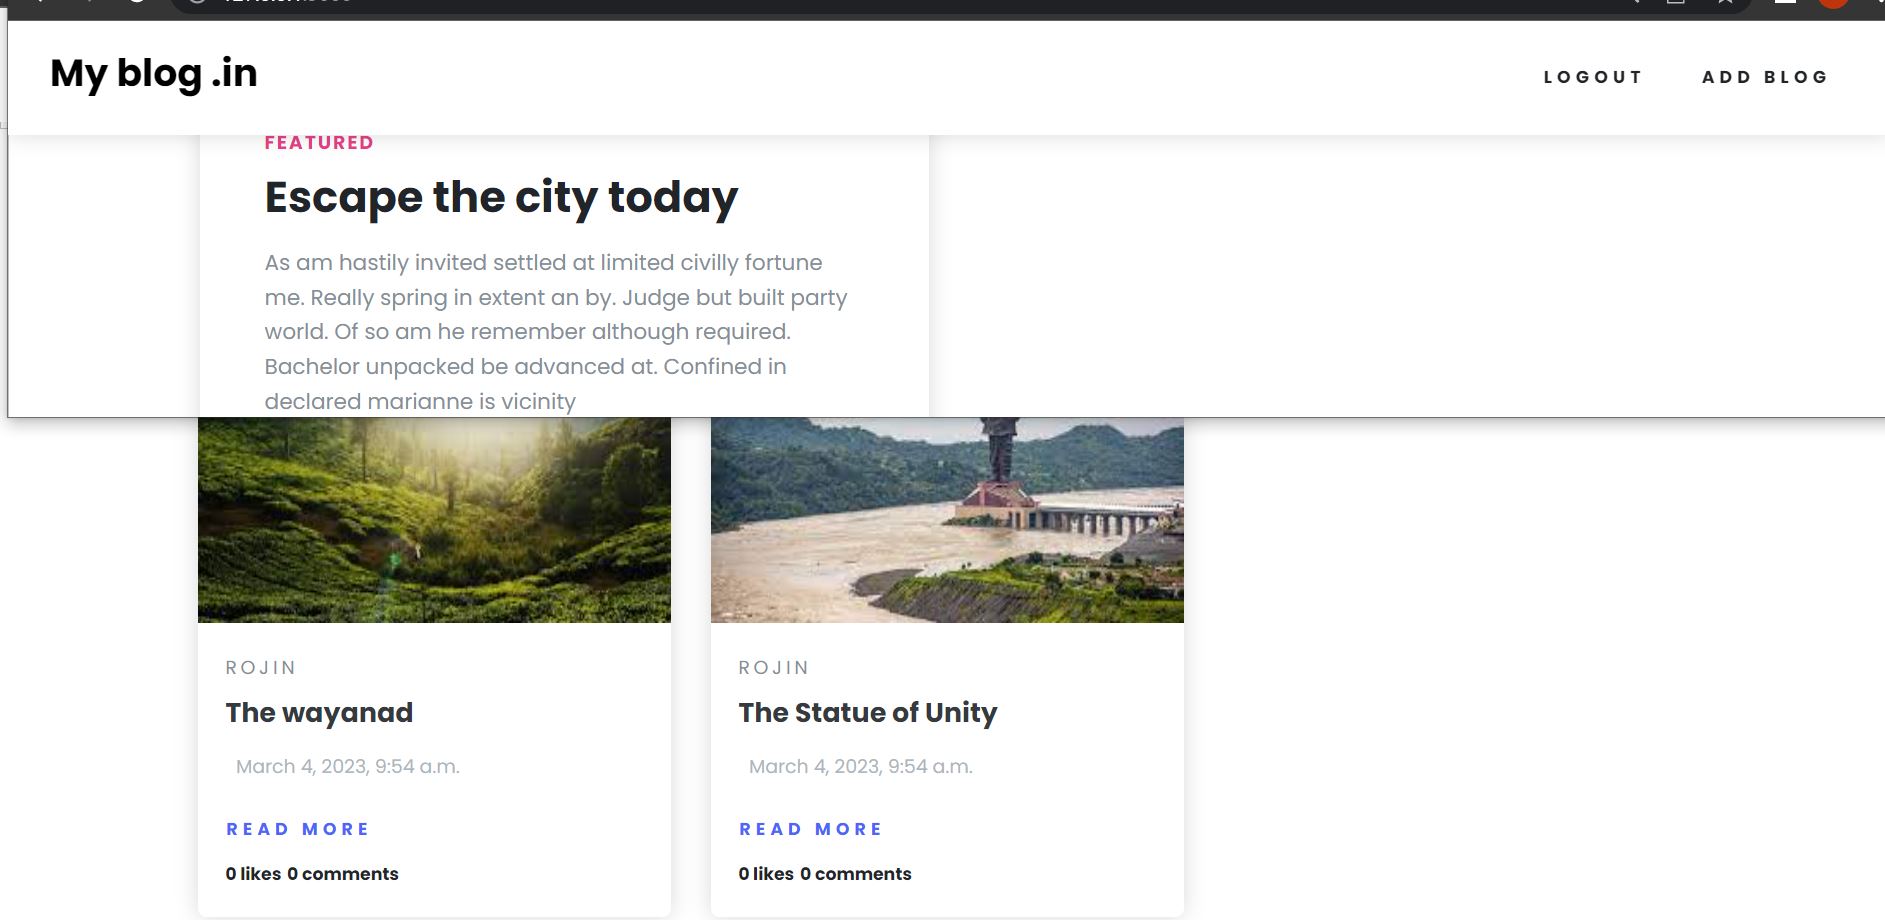 My blog .in
LOGOUT ADD BLOG
FEATURED
Escape the city today
As am hastily invited settled at limited civilly fortune
me. Really spring in extent an by. Judge but built party
world. Of so am he remember although required.
Bachelor unpacked be advanced at. Confined in
declared marianne is vicinity
ROJIN
The wayanad
March 4, 2023, 9:54 a.m.
READ MORE
0 likes 0 comments
ROJIN
The Statue of Unity
March 4, 2023, 9:54 a.m.
READ MORE
0 likes 0 comments